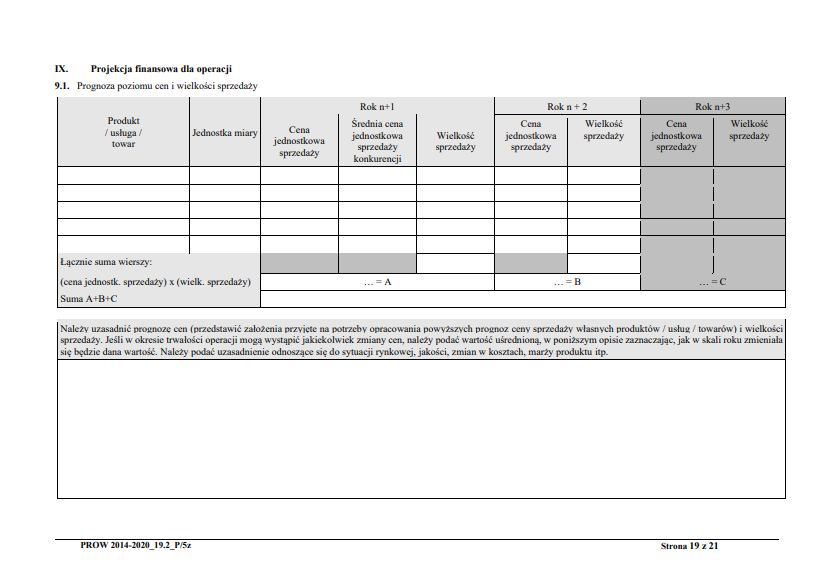 IX. Projekcja finansowa dla operacji
9.1. Prognoza poziomu cen i wielkości sprzedaży
Produkt
/ usługa /
towar
Jednostka miary
Rok n+1
Cena
jednostkowa
sprzedaży
Średnia cena
jednostkowa
sprzedaży
konkurencji
Wielkość
sprzedaży
Rok n + 2
Cena
jednostkowa
sprzedaży
Wielkość
sprzedaży
Rok n+3
Cena
jednostkowa
sprzedaży
Wielkość
sprzedaży
Łącznie suma wierszy:
(cena jednostk. sprzedaży) x (wielk. sprzedaży)
… = A
… = B
… = C
Suma A+B+C
Należy uzasadnić prognozę cen (przedstawić założenia przyjęte na potrzeby opracowania powyższych prognoz ceny sprzedaży własnych produktów / usług / towarów) i wielkości
sprzedaży. Jeśli w okresie trwałości operacji mogą wystąpić jakiekolwiek zmiany cen, należy podać wartość uśrednioną, w poniższym opisie zaznaczając, jak w skali roku zmieniała
się będzie dana wartość. Należy podać uzasadnienie odnoszące się do sytuacji rynkowej, jakości, zmian w kosztach, marży produktu itp.
PROW 2014-2020_19.2_P/5z
Strona 19 z 21